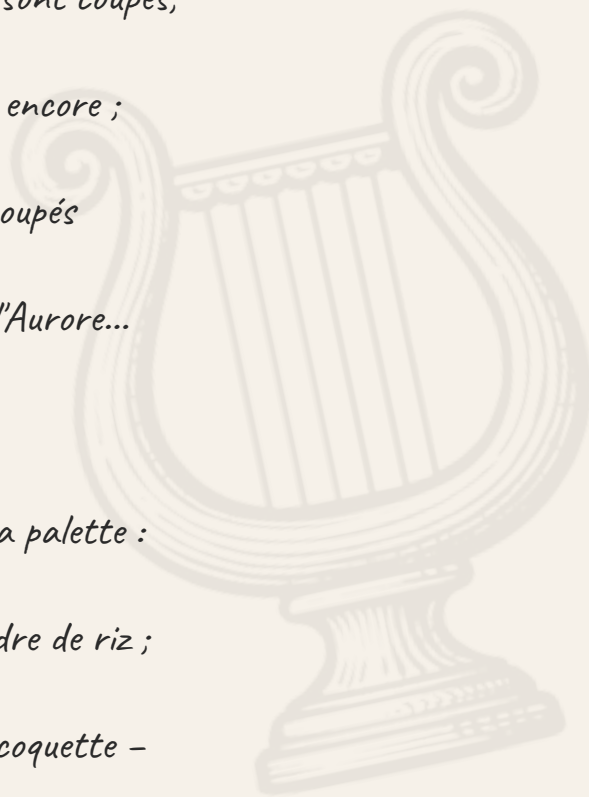 sont coupés,
encore ;
oupés
l'Aurore...
a palette :
dre de riz ;
coquette –